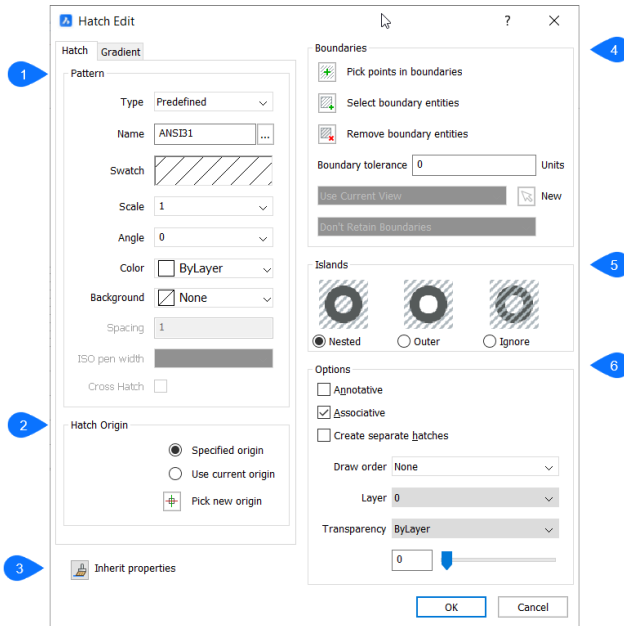 Hatch Edit
?
Hatch
Gradient
1
Pattern
Type
Predefined
Name
ANSI31
...
Swatch
Scale
1
Angle
0
Color
ByLayer
Background
None
Spacing
1
ISO pen width
Cross Hatch
2
Hatch Origin
Specified origin
Use current origin
Pick new origin
3
Inherit properties
4
Boundaries
Pick points in boundaries
Select boundary entities
Remove boundary entities
Boundary tolerance
0
Units
Use Current View
New
Don't Retain Boundaries
5
Islands
Nested
Outer
Ignore
6
Options
Annotative
Associative
Create separate hatches
Draw order
None
Layer
0
Transparency
ByLayer
0
OK
Cancel